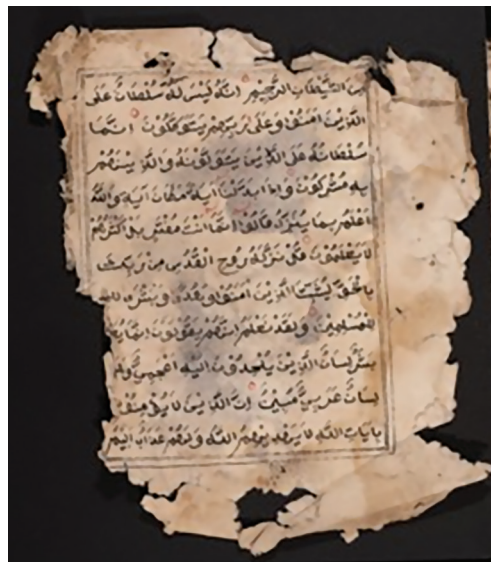 من الشيطان الرجيم انه ليس له سلطان على
الذين امنوا وعلى ربهم يتوكلون انما
سلطانه على الذين يتولونه والذين هم
به مشركون واذا بدلنا اية مكان اية والله
اعلم بما ينزل قالوا انما انت مفتر بل اكثرهم
لا يعلمون قل نزله روح القدس من ربك
بالحق ليثبت الذين امنوا وهدى وبشرى
للمسلمين ولقد نعلم انهم يقولون انما
بشر لسان الذين يلحدون اليه اعجمي
لسان عربي مبين ان الذين لا يؤمنون
بايات الله لا يهديهم الله ولهم عذاب اليم